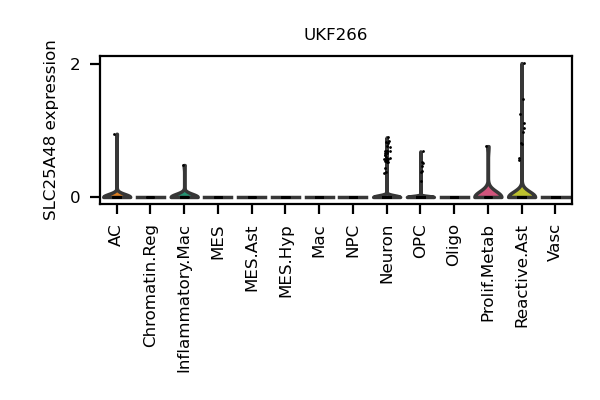 UKF266
SLC25A48 expression
2
0
AC
Chromatin.Reg
Inflammatory.Mac
MES
MES.Ast
MES.Hyp
Mac
NPC
Neuron
OPC
Oligo
Prolif.Metab
Reactive.Ast
Vasc